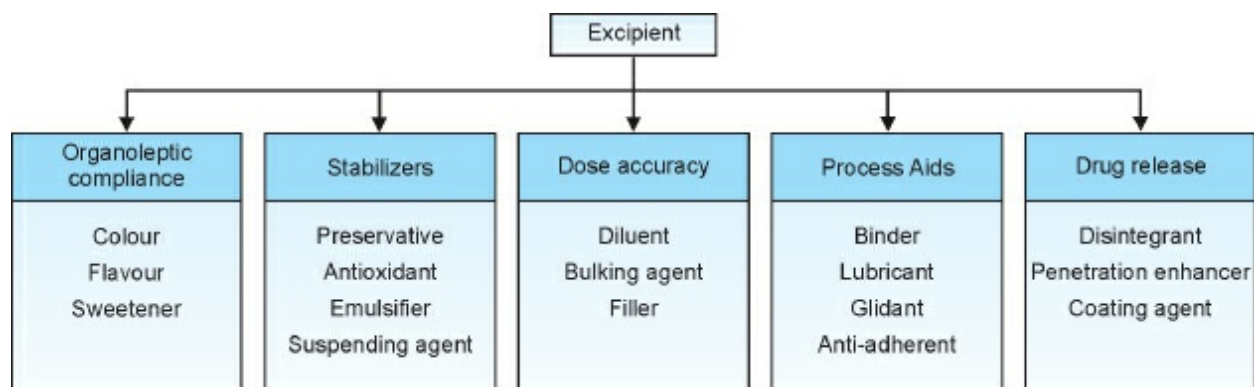 Excipient
Organoleptic
compliance
Colour
Flavour
Sweetener
Stabilizers
Preservative
Antioxidant
Emulsifier
Suspending agent
Dose accuracy
Diluent
Bulking agent
Filler
Process Aids
Binder
Lubricant
Glidant
Anti-adherent
Drug release
Disintegrant
Penetration enhancer
Coating agent